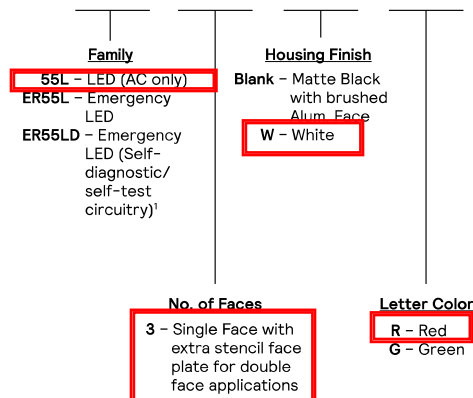 Family
55L – LED (AC only)
ER55L – Emergency
LED
ER55LD – Emergency
LED (Self-
diagnostic/
self-test
circuitry)¹
Housing Finish
Blank – Matte Black
with brushed
Alum. Face
W – White
No. of Faces
3 – Single Face with
extra stencil face
plate for double
face applications
Letter Color
R – Red
G – Green